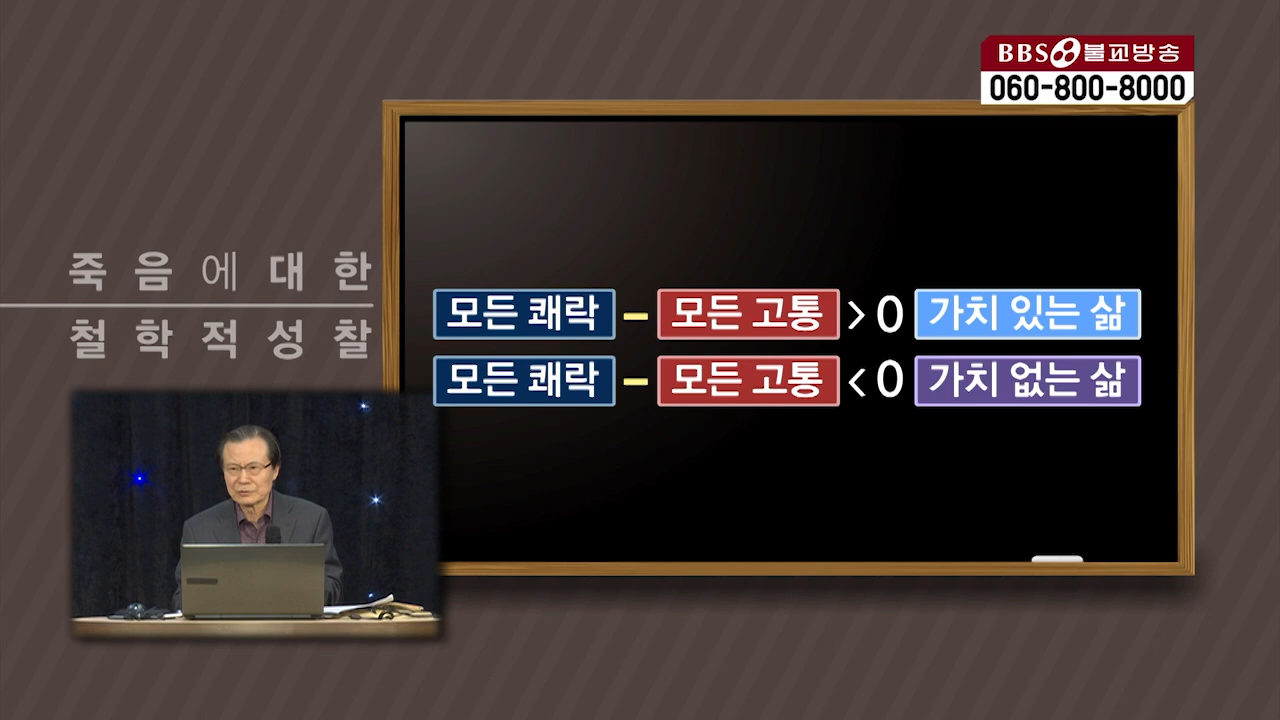 BBS 불교방송
060-800-8000
죽음에대한
철학적성찰
모든 쾌락 - 모든 고통 > 0 가치 있는 삶
모든 쾌락 - 모든 고통 < 0 가치 없는 삶